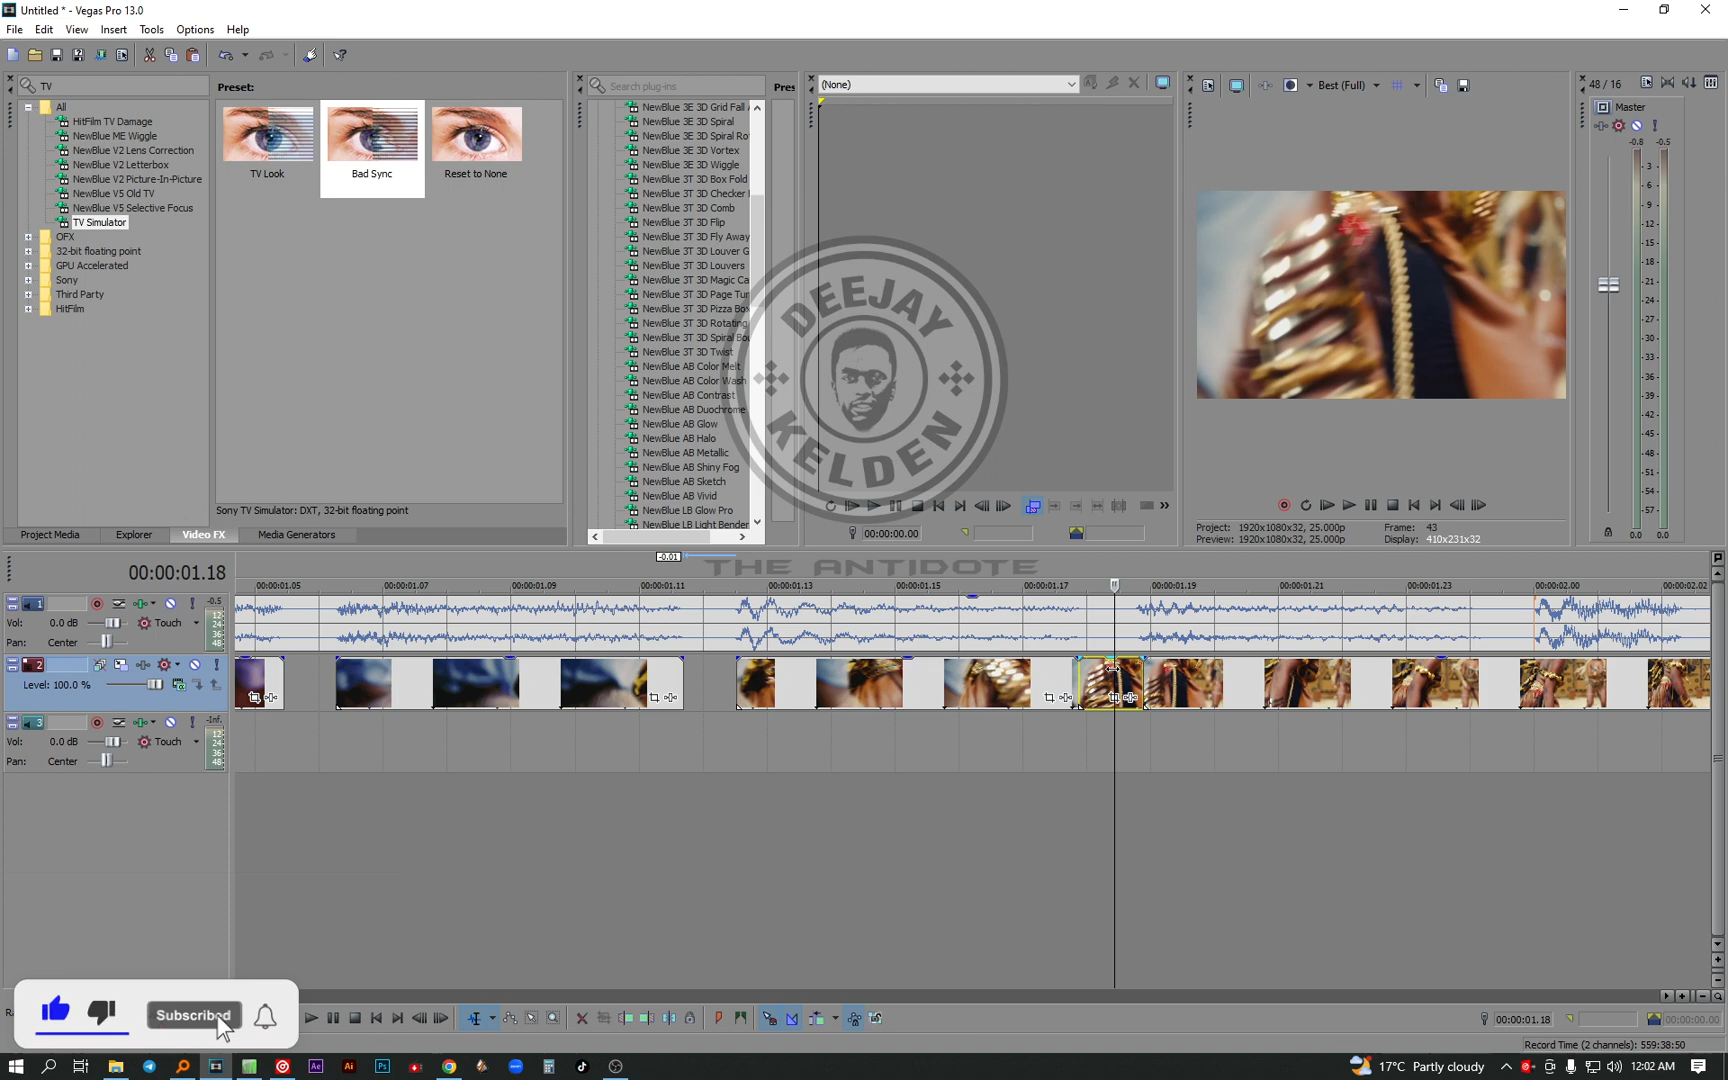 Untitled * - Vegas Pro 13.0
File Edit View Insert Tools Options Help
TV
All
HitFilm TV Damage
NewBlue ME Wiggle
NewBlue V2 Lens Correction
NewBlue V2 Letterbox
NewBlue V2 Picture-In-Picture
NewBlue V5 Old TV
NewBlue V5 Selective Focus
TV Simulator
OFX
32-bit floating point
GPU Accelerated
Sony
Third Party
HitFilm
Preset:
TV Look Bad Sync Reset to None
Sony TV Simulator: DXT, 32-bit floating point
Project Media Explorer Video FX Media Generators
Search plug-ins
Pres
NewBlue 3E 3D Grid Fall
NewBlue 3E 3D Spiral
NewBlue 3E 3D Spiral Ro
NewBlue 3E 3D Vortex
NewBlue 3E 3D Wiggle
NewBlue 3T 3D Box Fold
NewBlue 3T 3D Checker
NewBlue 3T 3D Comb
NewBlue 3T 3D Flip
NewBlue 3T 3D Fly Away
NewBlue 3T 3D Louver G
NewBlue 3T 3D Louvers
NewBlue 3T 3D Magic Ca
NewBlue 3T 3D Page Tur
NewBlue 3T 3D Pizza Box
NewBlue 3T 3D Rotating
NewBlue 3T 3D Spiral Bou
NewBlue 3T 3D Twist
NewBlue AB Color Melt
NewBlue AB Color Wash
NewBlue AB Contrast
NewBlue AB Duochrome
NewBlue AB Glow
NewBlue AB Halo
NewBlue AB Metallic
NewBlue AB Shiny Fog
NewBlue AB Sketch
NewBlue AB Vivid
NewBlue LB Glow Pro
NewBlue LB Light Bender
(None)
DEEJAY
KELDEN
THE ANTIDOTE
00:00:00.00
Best (Full)
Project: 1920x1080x32, 25.000p Frame: 43
Preview: 1920x1080x32, 25.000p Display: 410x231x32
48 / 16
Master
-0.8 -0.5
- 3 -
- 6 -
- 9 -
-12-
-15-
-18-
-21-
-24-
-27-
-30-
-33-
-36-
-39-
-42-
-45-
-48-
-51-
-54-
-57-
0.0 0.0
-0.01
00:00:01.18
00:00:01.05 00:00:01.07 00:00:01.09 00:00:01.11 00:00:01.13 00:00:01.15 00:00:01.17 00:00:01.19 00:00:01.21 00:00:01.23 00:00:02.00 00:00:02.02
1 -0.5
Vol: 0.0 dB Touch
Pan: Center
12
24
36
48
2
Level: 100.0 %
3 -Inf.
Vol: 0.0 dB Touch
Pan: Center
12
24
36
48
Subscribed
00:00:01.18 00:00:00.00
Record Time (2 channels): 559:38:50
Ae Ai Ps
17°C Partly cloudy
12:02 AM